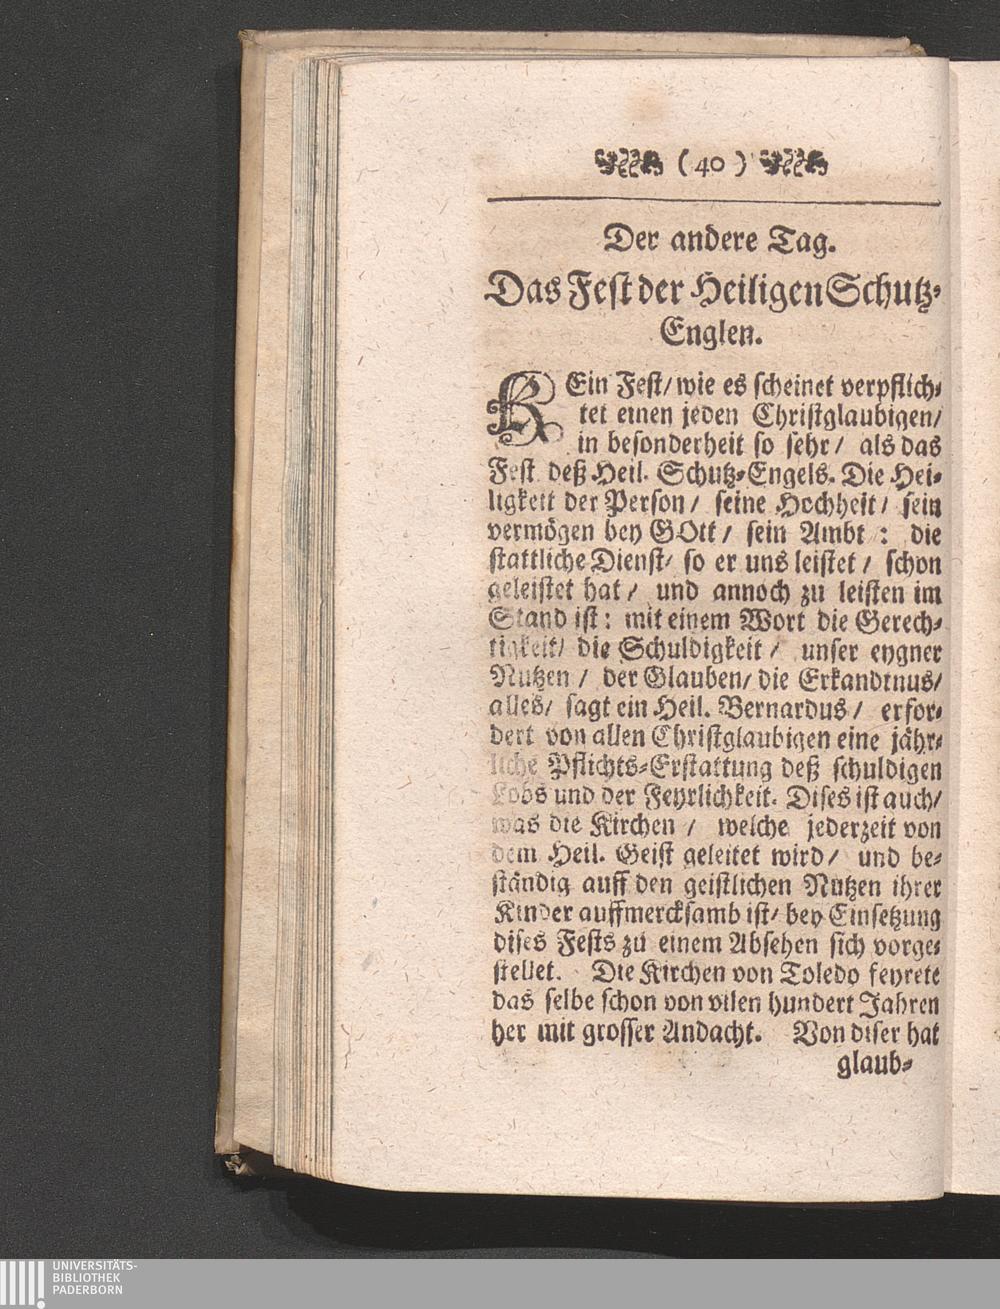 ( 40 )
Der andere Tag.
Das Fest der Heiligen Schutz-
Englen.
KEin Fest/ wie es scheinet verpflich-
tet einen jeden Christglaubigen/
in besonderheit so sehr/ als das
Fest deß Heil. Schutz-Engels. Die Hei-
ligkeit der Person/ seine Hochheit/ sein
vermögen bey GOtt/ sein Ambt : die
stattliche Dienst/ so er uns leistet/ schon
geleistet hat/ und annoch zu leisten im
Stand ist: mit einem Wort die Gerech-
tigkeit/ die Schuldigkeit/ unser eygner
Nutzen/ der Glauben/ die Erkandtnus/
alles/ sagt ein Heil. Bernardus/ erfor-
dert von allen Christglaubigen eine jähr-
liche Pflichts-Erstattung deß schuldigen
Lobs und der Feyrlichkeit. Dises ist auch/
was die Kirchen/ welche jederzeit von
dem Heil. Geist geleitet wird/ und be-
ständig auff den geistlichen Nutzen ihrer
Kinder auffmercksamb ist/ bey Einsetzung
dises Fests zu einem Absehen sich vorge-
stellet. Die Kirchen von Toledo feyrete
das selbe schon von vilen hundert Jahren
her mit grosser Andacht. Von diser hat
glaub-
UNIVERSITÄTS-
BIBLIOTHEK
PADERBORN